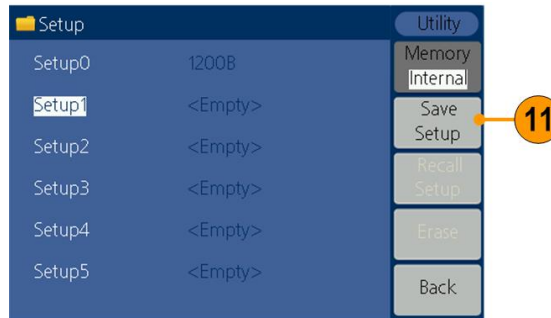 Setup Utility
Setup0 1200B
Setup1 <Empty>
Setup2 <Empty>
Setup3 <Empty>
Setup4 <Empty>
Setup5 <Empty>
Memory
Internal
Save
Setup
11
Recall
Setup
Erase
Back